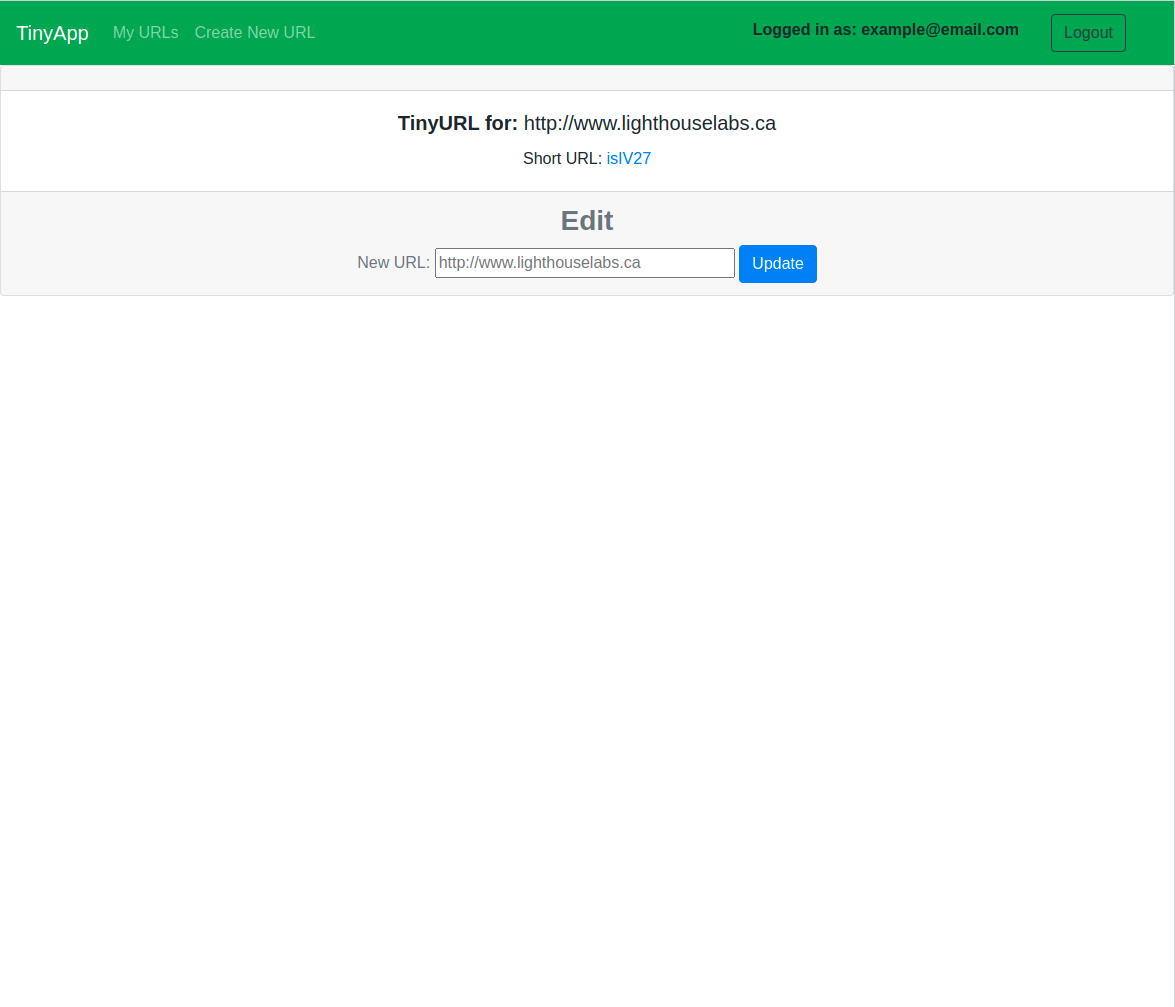 TinyApp My URLs Create New URL Logged in as: example@email.com Logout
TinyURL for: http://www.lighthouselabs.ca
Short URL: isIV27
Edit
New URL: http://www.lighthouselabs.ca Update